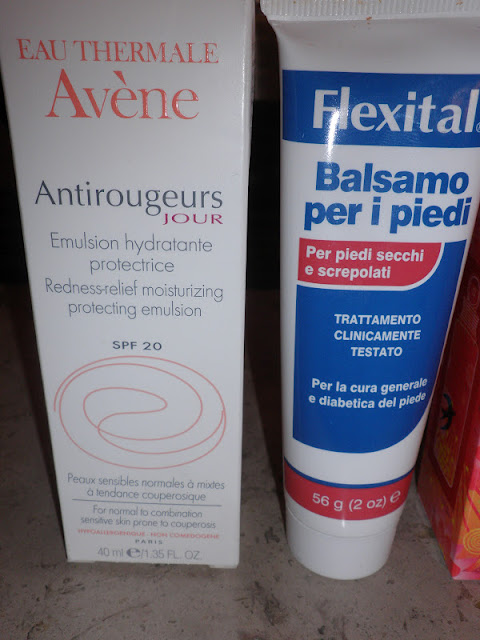 EAU THERMALE
Avène
Antirougeurs
JOUR
Emulsion hydratante
protectrice
Redness-relief moisturizing
protecting emulsion
SPF 20
Peaux sensibles normales à mixtes
à tendance couperosique
For normal to combination
sensitive skin prone to couperosis
HYPOALLERGÉNIQUE - NON COMÉDOGÈNE
PARIS
40 ml ℮/1.35 FL. OZ.
Flexital
Balsamo
per i piedi
Per piedi secchi
e screpolati
TRATTAMENTO
CLINICAMENTE
TESTATO
Per la cura generale
e diabetica del piede
56 g (2 oz) ℮